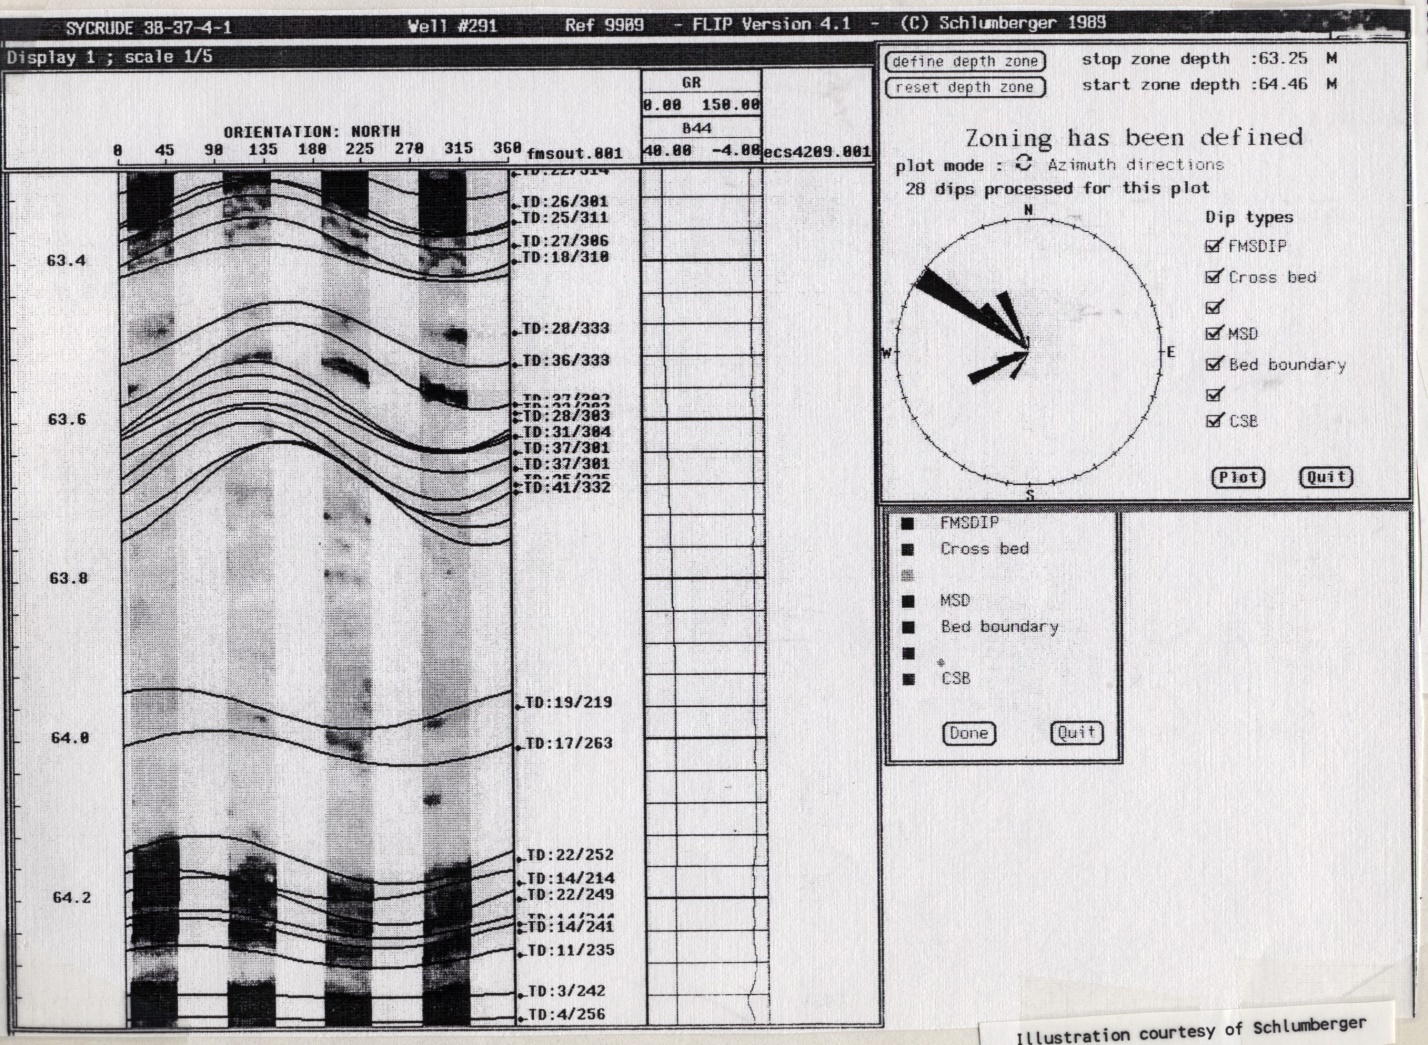 SYCRUDE 38-37-4-1 Well #291 Ref 9909 - FLIP Version 4.1 - (C) Schlumberger 1989
Display 1 ; scale 1/5
GR
0.00 150.00
B44
40.00 -4.00
ORIENTATION: NORTH
0 45 90 135 180 225 270 315 360
fmsout.001
ecs4209.001
TD:26/301
TD:25/311
TD:27/306
63.4
TD:18/310
TD:28/333
TD:36/333
63.6
TD:28/303
TD:31/304
TD:37/301
TD:37/301
TD:41/332
63.8
TD:19/219
64.0
TD:17/263
TD:22/252
TD:14/214
64.2
TD:22/249
TD:14/241
TD:11/235
TD:3/242
TD:4/256
define depth zone stop zone depth :63.25 M
reset depth zone start zone depth :64.46 M
Zoning has been defined
plot mode : Azimuth directions
28 dips processed for this plot
N
W
E
S
Dip types
FMSDIP
Cross bed
MSD
Bed boundary
CSB
Plot Quit
FMSDIP
Cross bed
MSD
Bed boundary
CSB
Done Quit
Illustration courtesy of Schlumberger